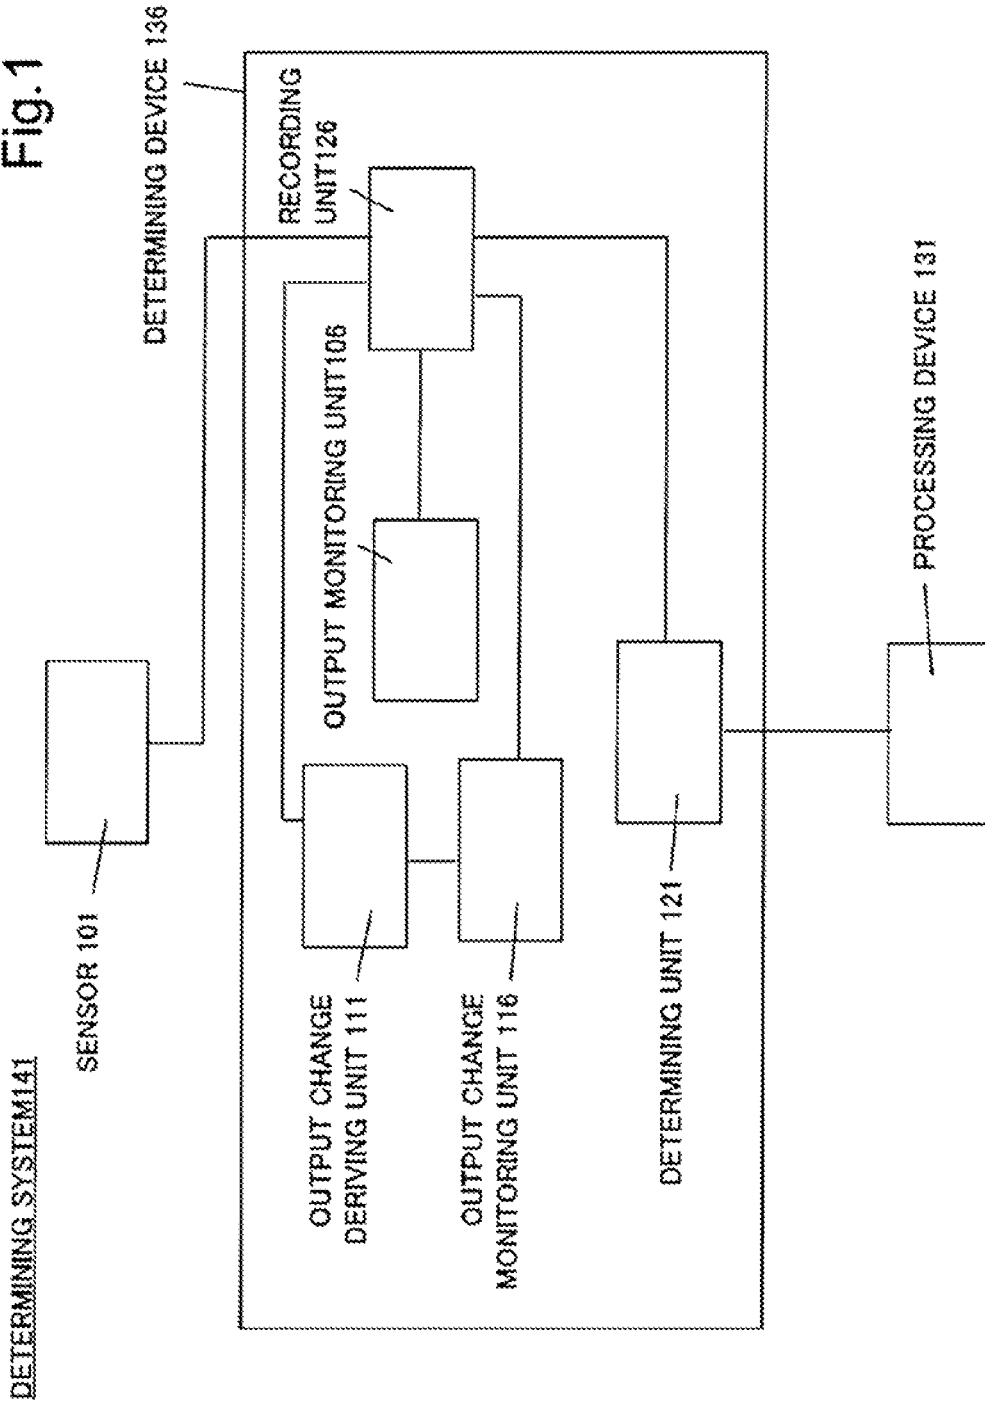 Fig.1
DETERMINING SYSTEM141
SENSOR 101
DETERMINING DEVICE 136
RECORDING
UNIT126
OUTPUT MONITORING UNIT106
OUTPUT CHANGE
DERIVING UNIT 111
OUTPUT CHANGE
MONITORING UNIT 116
DETERMINING UNIT 121
PROCESSING DEVICE 131